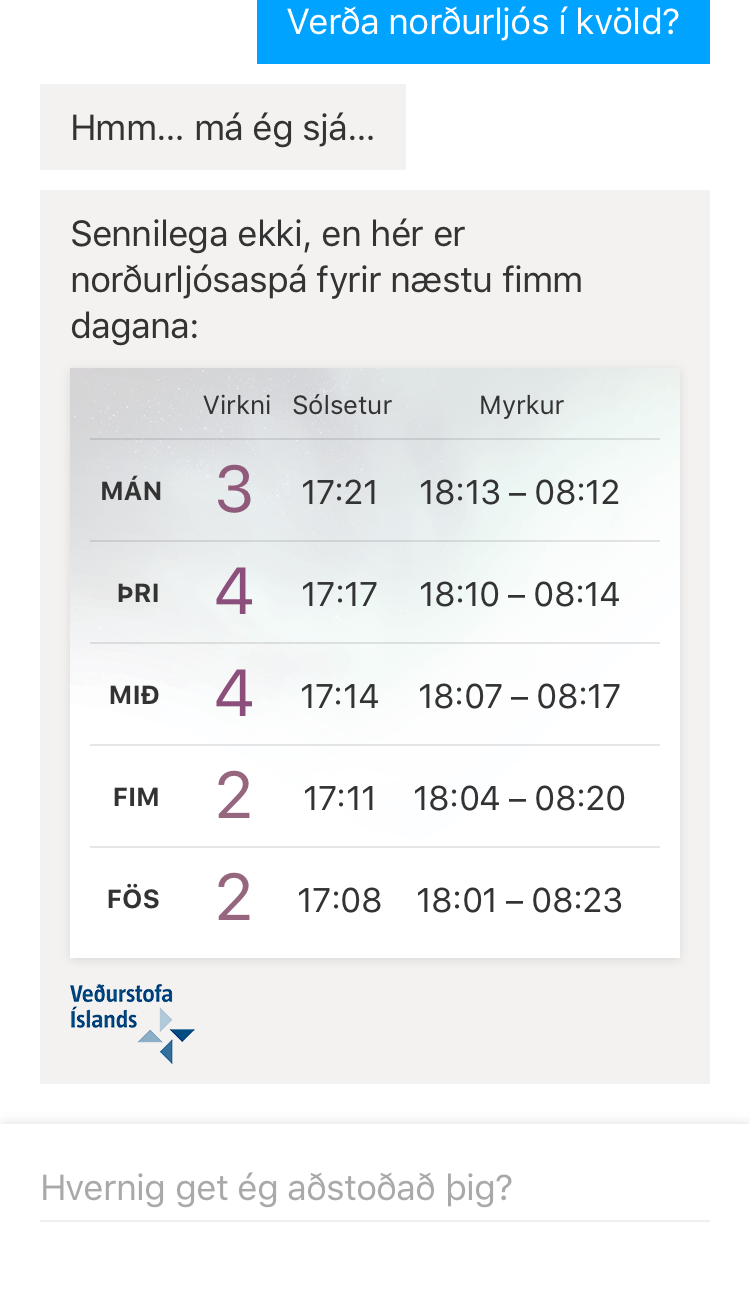 Verða norðurljós í kvöld?
Hmm... má ég sjá...
Sennilega ekki, en hér er
norðurljósaspá fyrir næstu fimm
dagana:
Virkni Sólsetur Myrkur
MÁN 3 17:21 18:13 – 08:12
ÞRI 4 17:17 18:10 – 08:14
MIÐ 4 17:14 18:07 – 08:17
FIM 2 17:11 18:04 – 08:20
FÖS 2 17:08 18:01 – 08:23
Veðurstofa
Íslands
Hvernig get ég aðstoðað þig?